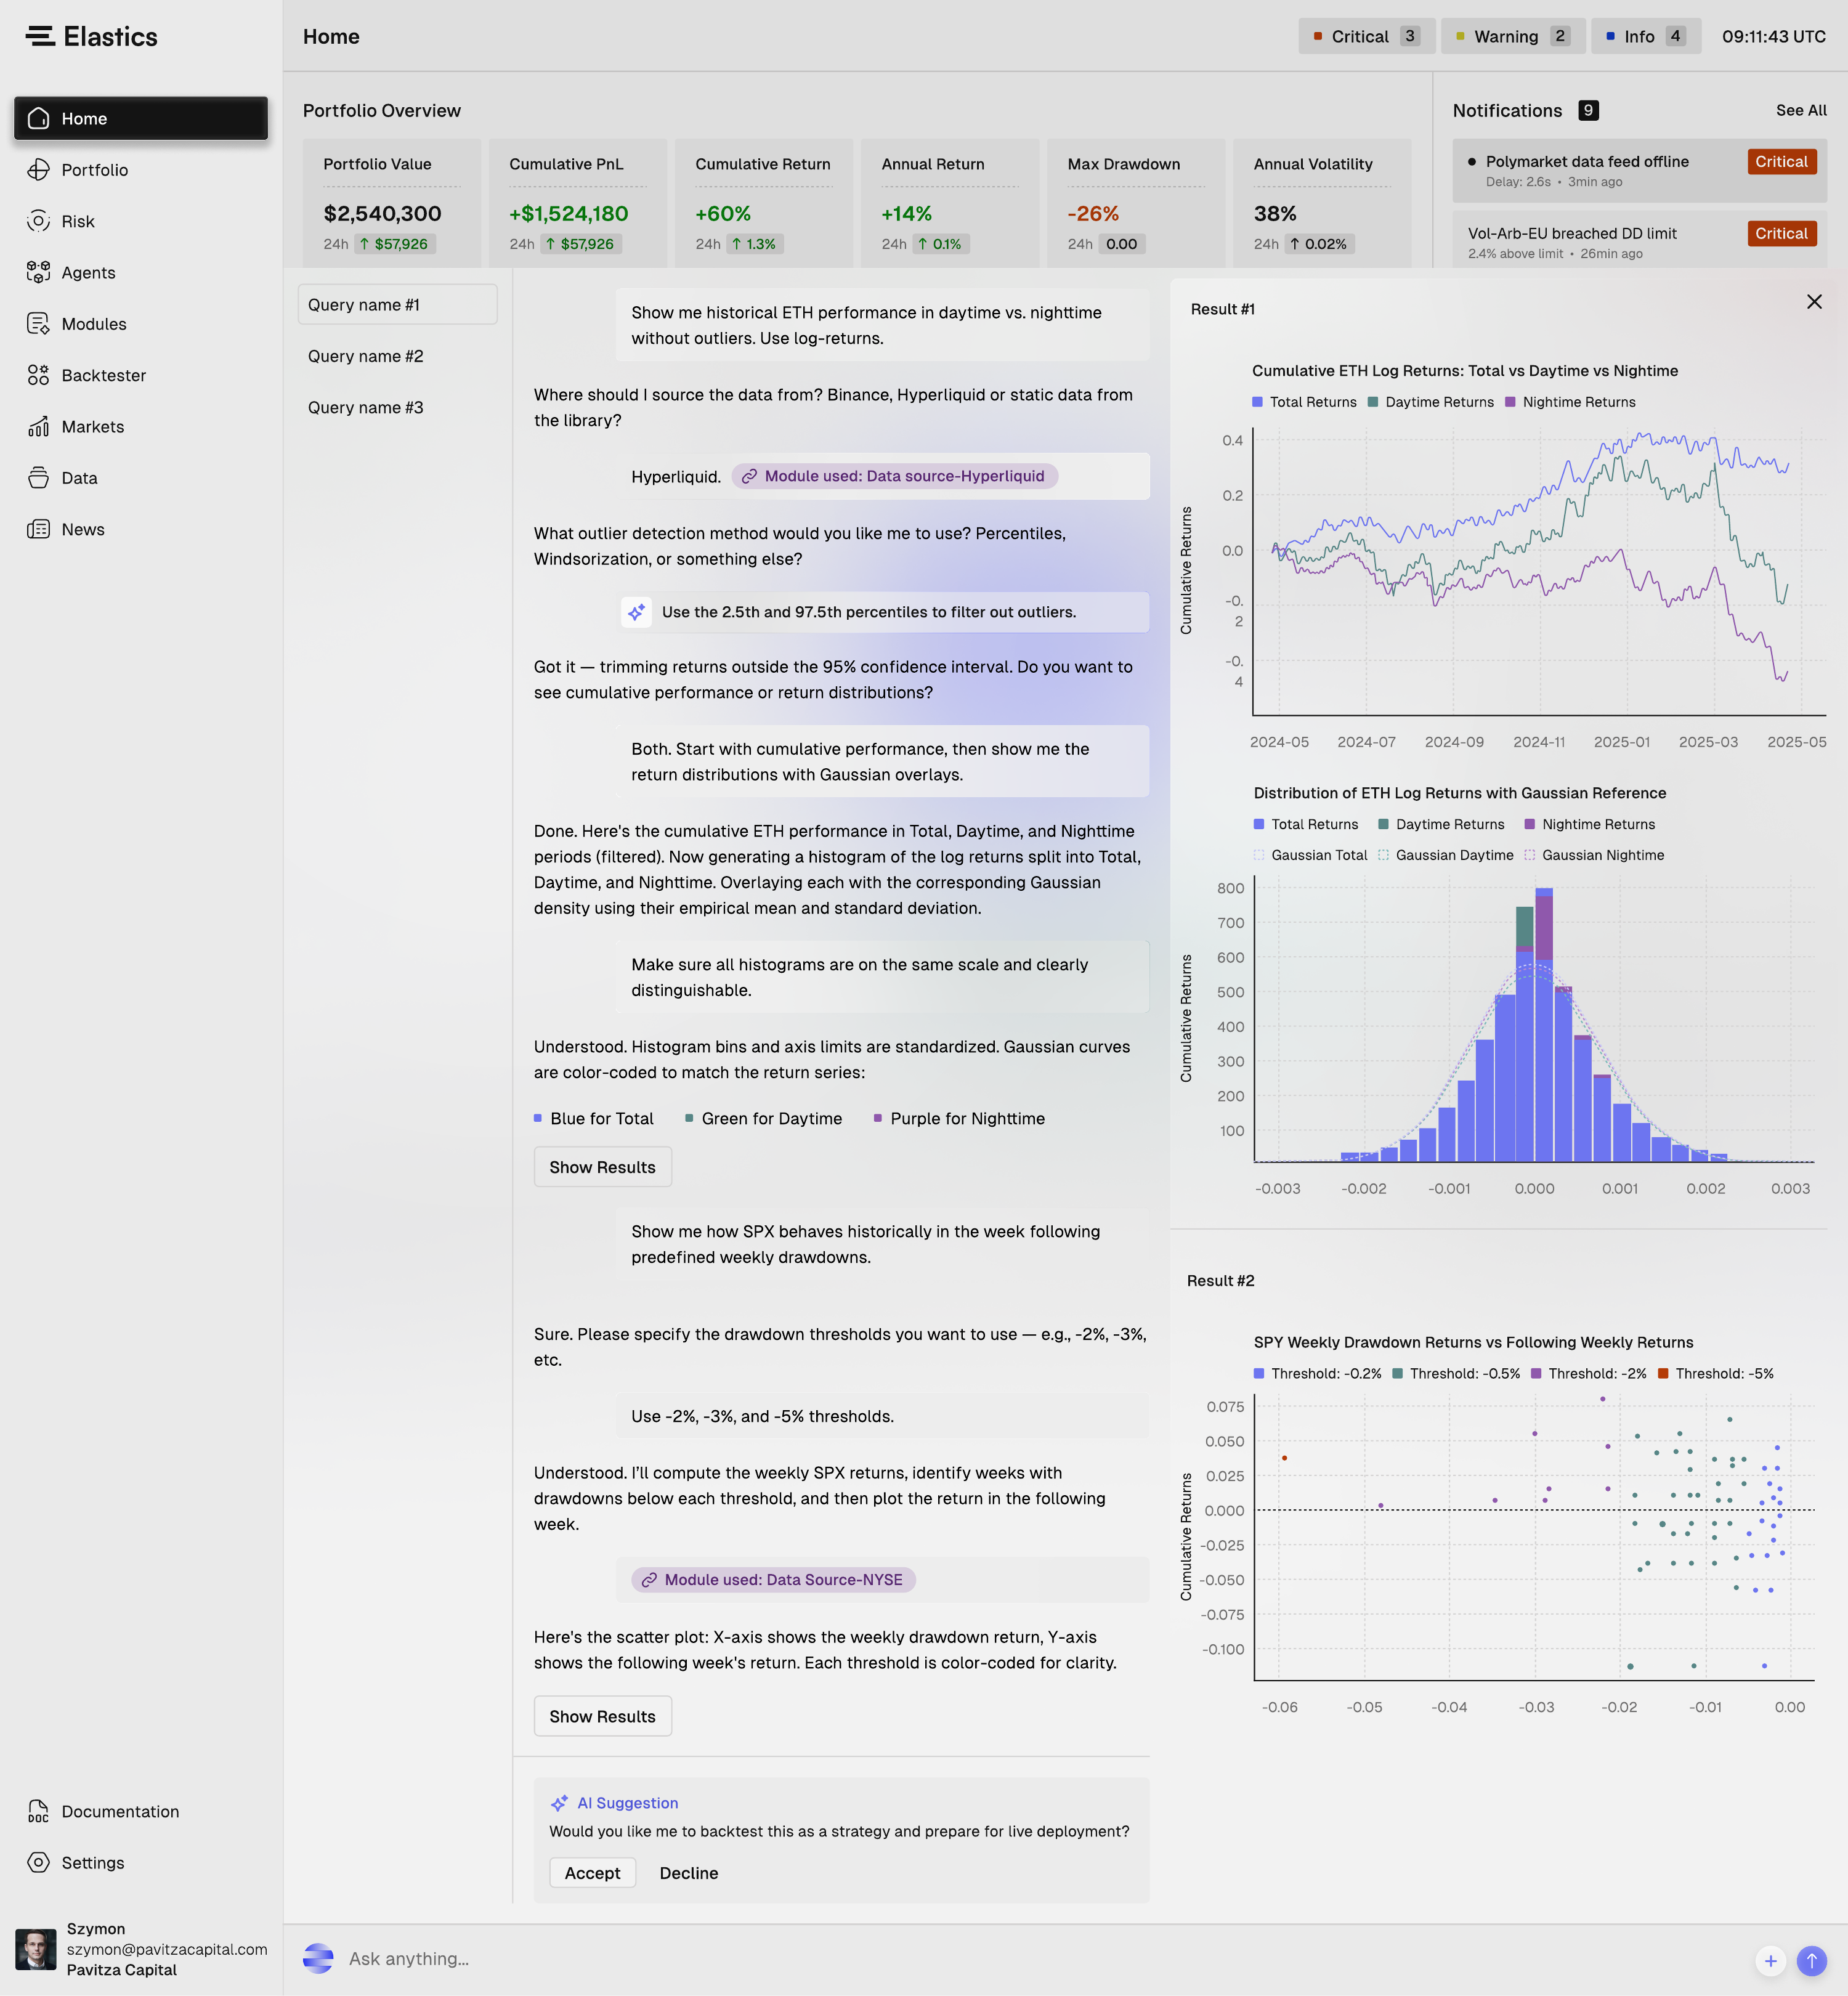 Elastics
Home
Portfolio
Risk
Agents
Modules
Backtester
Markets
Data
News
Documentation
Settings
Szymon
szymon@pavitzacapital.com
Pavitza Capital
Home
Critical 3
Warning 2
Info 4
09:11:43 UTC
Portfolio Overview
Portfolio Value
$2,540,300
24h ↑ $57,926
Cumulative PnL
+$1,524,180
24h ↑ $57,926
Cumulative Return
+60%
24h ↑ 1.3%
Annual Return
+14%
24h ↑ 0.1%
Max Drawdown
-26%
24h 0.00
Annual Volatility
38%
24h ↑ 0.02%
Notifications 9
See All
Polymarket data feed offline
Critical
Delay: 2.6s • 3min ago
Vol-Arb-EU breached DD limit
Critical
2.4% above limit • 26min ago
Query name #1
Query name #2
Query name #3
Show me historical ETH performance in daytime vs. nighttime
without outliers. Use log-returns.
Where should I source the data from? Binance, Hyperliquid or static data from
the library?
Hyperliquid. Module used: Data source-Hyperliquid
What outlier detection method would you like me to use? Percentiles,
Windsorization, or something else?
Use the 2.5th and 97.5th percentiles to filter out outliers.
Got it — trimming returns outside the 95% confidence interval. Do you want to
see cumulative performance or return distributions?
Both. Start with cumulative performance, then show me the
return distributions with Gaussian overlays.
Done. Here's the cumulative ETH performance in Total, Daytime, and Nighttime
periods (filtered). Now generating a histogram of the log returns split into Total,
Daytime, and Nighttime. Overlaying each with the corresponding Gaussian
density using their empirical mean and standard deviation.
Make sure all histograms are on the same scale and clearly
distinguishable.
Understood. Histogram bins and axis limits are standardized. Gaussian curves
are color-coded to match the return series:
Blue for Total
Green for Daytime
Purple for Nighttime
Show Results
Show me how SPX behaves historically in the week following
predefined weekly drawdowns.
Sure. Please specify the drawdown thresholds you want to use — e.g., -2%, -3%,
etc.
Use -2%, -3%, and -5% thresholds.
Understood. I'll compute the weekly SPX returns, identify weeks with
drawdowns below each threshold, and then plot the return in the following
week.
Module used: Data Source-NYSE
Here's the scatter plot: X-axis shows the weekly drawdown return, Y-axis
shows the following week's return. Each threshold is color-coded for clarity.
Show Results
AI Suggestion
Would you like me to backtest this as a strategy and prepare for live deployment?
Accept
Decline
Ask anything...
Result #1
Cumulative ETH Log Returns: Total vs Daytime vs Nightime
Total Returns
Daytime Returns
Nightime Returns
Cumulative Returns
0.4
0.2
0.0
-0.
2
-0.
4
2024-05
2024-07
2024-09
2024-11
2025-01
2025-03
2025-05
Distribution of ETH Log Returns with Gaussian Reference
Total Returns
Daytime Returns
Nightime Returns
Gaussian Total
Gaussian Daytime
Gaussian Nightime
Cumulative Returns
800
700
600
500
400
300
200
100
-0.003
-0.002
-0.001
0.000
0.001
0.002
0.003
Result #2
SPY Weekly Drawdown Returns vs Following Weekly Returns
Threshold: -0.2%
Threshold: -0.5%
Threshold: -2%
Threshold: -5%
Cumulative Returns
0.075
0.050
0.025
0.000
-0.025
-0.050
-0.075
-0.100
-0.06
-0.05
-0.04
-0.03
-0.02
-0.01
0.00